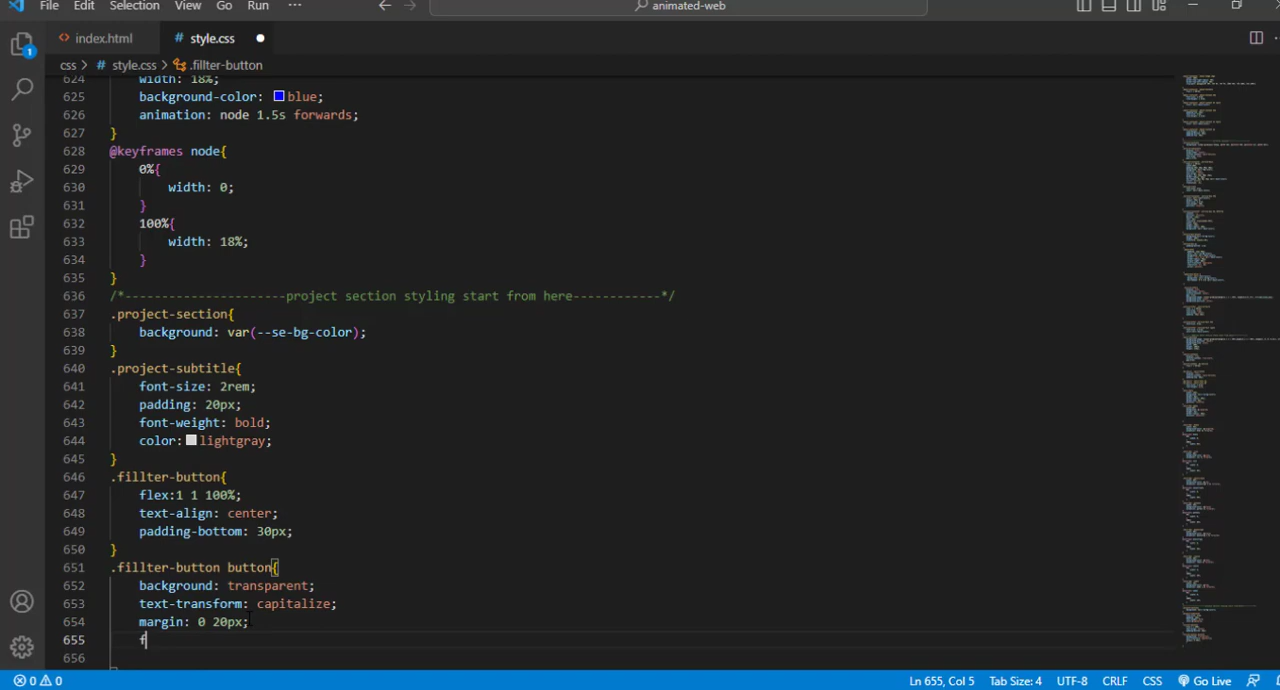 File Edit Selection View Go Run ··· ← → animated-web
index.html style.css ●
css > # style.css > .fillter-button
624 width: 18%;
625 background-color: blue;
626 animation: node 1.5s forwards;
627 }
628 @keyframes node{
629 0%{
630 width: 0;
631 }
632 100%{
633 width: 18%;
634 }
635 }
636 /*----------------------project section styling start from here------------*/
637 .project-section{
638 background: var(--se-bg-color);
639 }
640 .project-subtitle{
641 font-size: 2rem;
642 padding: 20px;
643 font-weight: bold;
644 color: lightgray;
645 }
646 .fillter-button{
647 flex:1 1 100%;
648 text-align: center;
649 padding-bottom: 30px;
650 }
651 .fillter-button button{
652 background: transparent;
653 text-transform: capitalize;
654 margin: 0 20px;
655 f
656
1
0 0 Ln 655, Col 5 Tab Size: 4 UTF-8 CRLF CSS Go Live